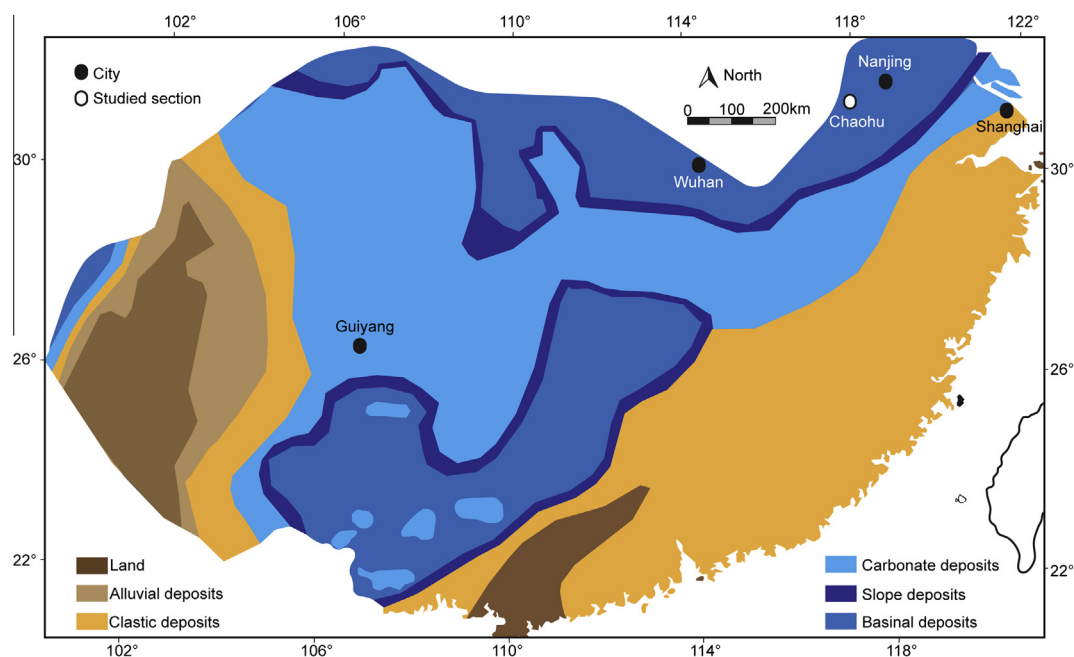 102° 106° 110° 114° 118° 122°
City
Studied section
North
0 100 200km
Nanjing
Chaohu
Shanghai
Wuhan
30° 30°
Guiyang
26° 26°
22° 22°
Land
Alluvial deposits
Clastic deposits
Carbonate deposits
Slope deposits
Basinal deposits
102° 106° 110° 114° 118°